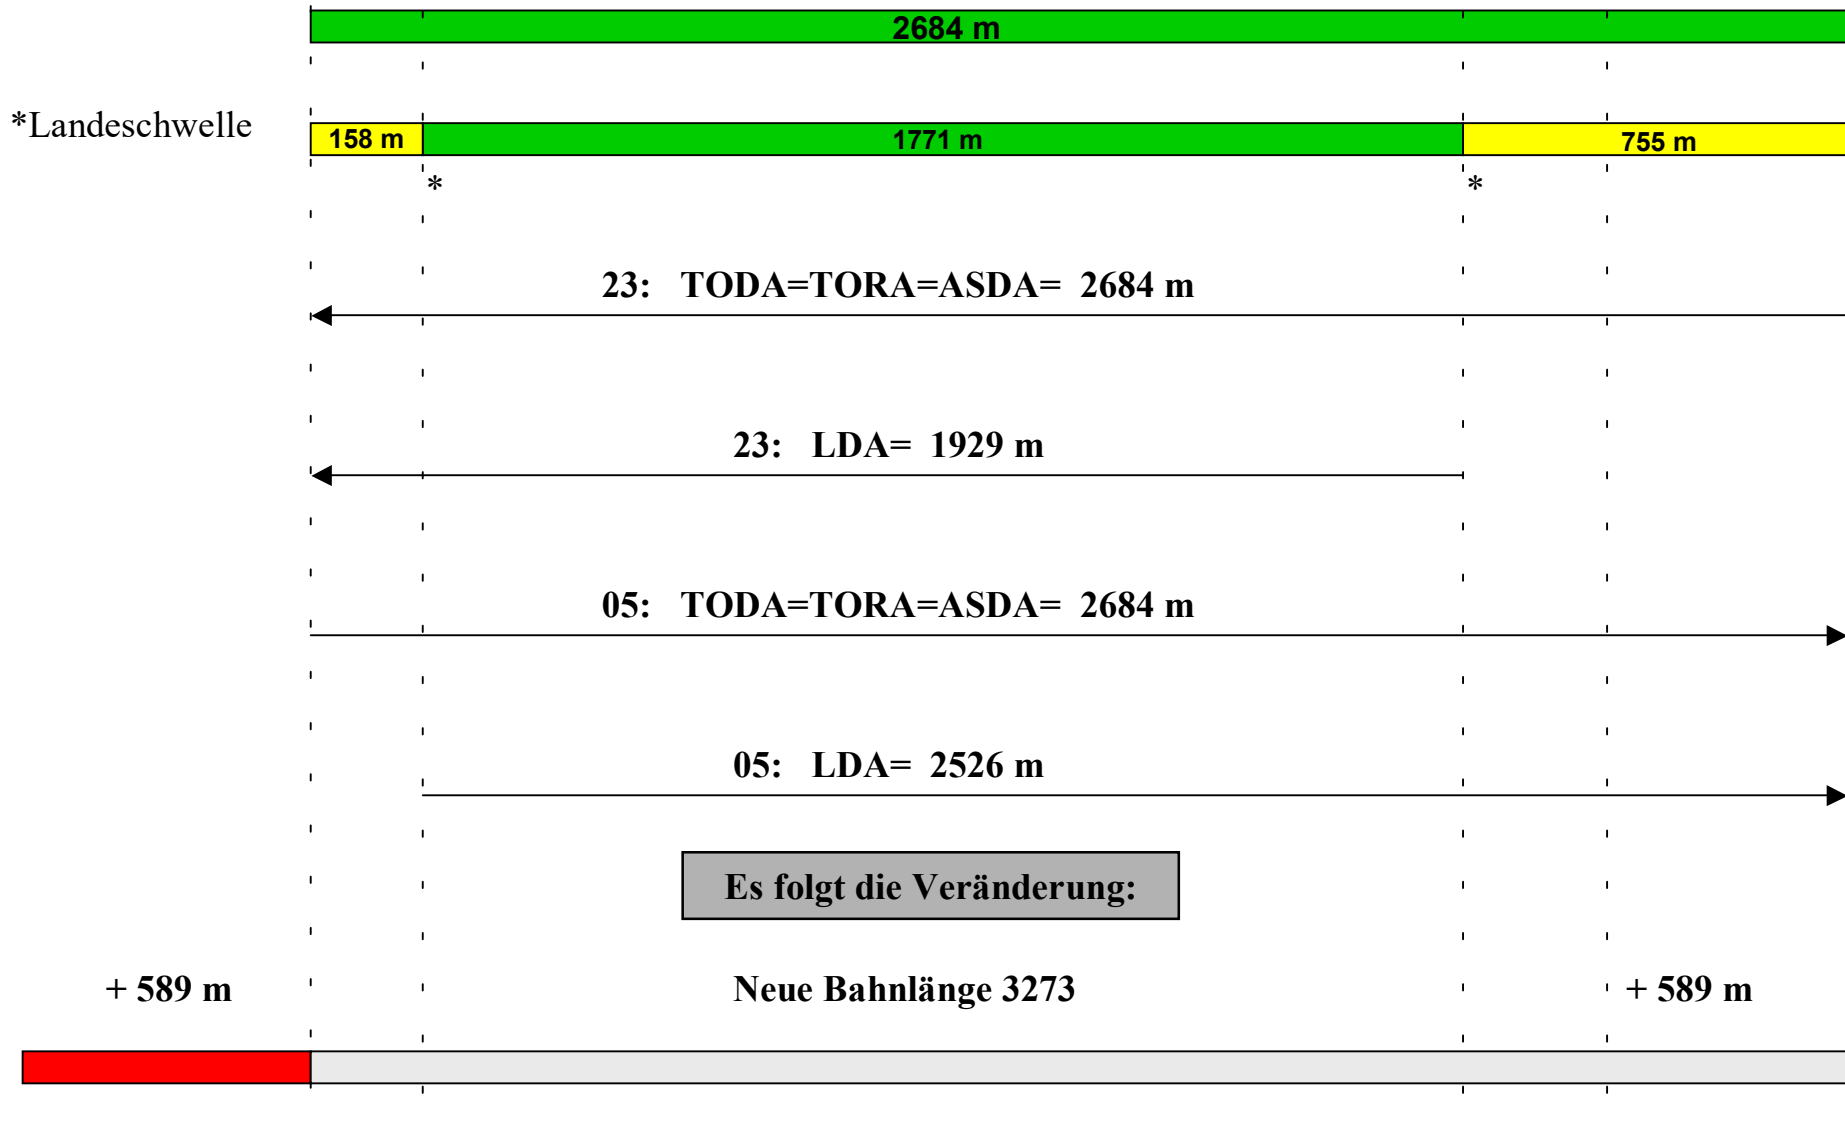 2684 m
*Landeschwelle
158 m 1771 m 755 m
* *
23: TODA=TORA=ASDA= 2684 m
23: LDA= 1929 m
05: TODA=TORA=ASDA= 2684 m
05: LDA= 2526 m
Es folgt die Veränderung:
+ 589 m Neue Bahnlänge 3273 + 589 m